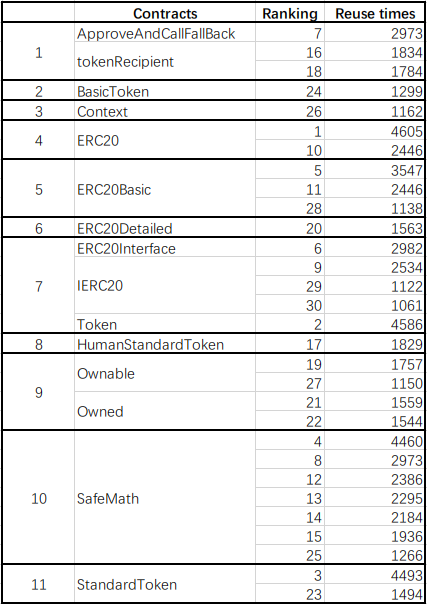 Contracts Ranking Reuse times
1 ApproveAndCallFallBack 7 2973
tokenRecipient 16 1834
18 1784
2 BasicToken 24 1299
3 Context 26 1162
4 ERC20 1 4605
10 2446
5 ERC20Basic 5 3547
11 2446
28 1138
6 ERC20Detailed 20 1563
7 ERC20Interface 6 2982
IERC20 9 2534
29 1122
30 1061
Token 2 4586
8 HumanStandardToken 17 1829
9 Ownable 19 1757
27 1150
Owned 21 1559
22 1544
10 SafeMath 4 4460
8 2973
12 2386
13 2295
14 2184
15 1936
25 1266
11 StandardToken 3 4493
23 1494